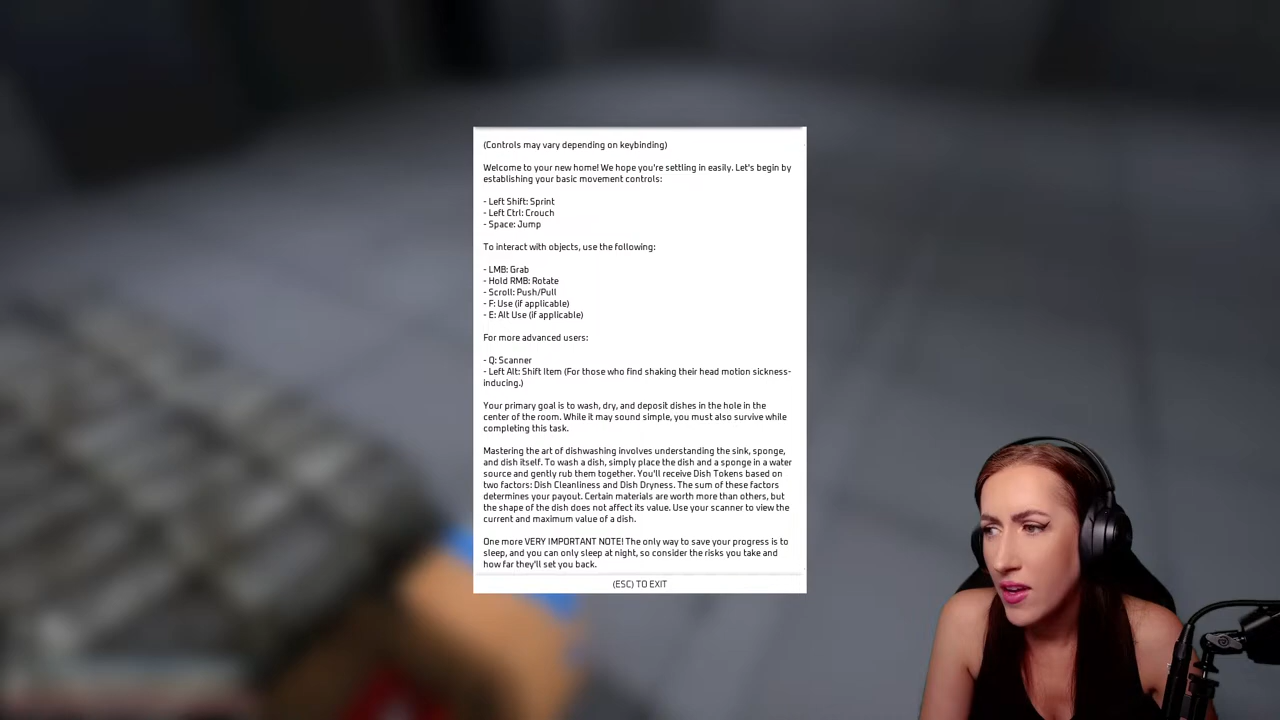 (Controls may vary depending on keybinding)
Welcome to your new home! We hope you're settling in easily. Let's begin by
establishing your basic movement controls:
- Left Shift: Sprint
- Left Ctrl: Crouch
- Space: Jump
To interact with objects, use the following:
- LMB: Grab
- Hold RMB: Rotate
- Scroll: Push/Pull
- F: Use (if applicable)
- E: Alt Use (if applicable)
For more advanced users:
- Q: Scanner
- Left Alt: Shift Item (For those who find shaking their head motion sickness-
inducing.)
Your primary goal is to wash, dry, and deposit dishes in the hole in the
center of the room. While it may sound simple, you must also survive while
completing this task.
Mastering the art of dishwashing involves understanding the sink, sponge,
and dish itself. To wash a dish, simply place the dish and a sponge in a water
source and gently rub them together. You'll receive Dish Tokens based on
two factors: Dish Cleanliness and Dish Dryness. The sum of these factors
determines your payout. Certain materials are worth more than others, but
the shape of the dish does not affect its value. Use your scanner to view the
current and maximum value of a dish.
One more VERY IMPORTANT NOTE! The only way to save your progress is to
sleep, and you can only sleep at night, so consider the risks you take and
how far they'll set you back.
(ESC) TO EXIT